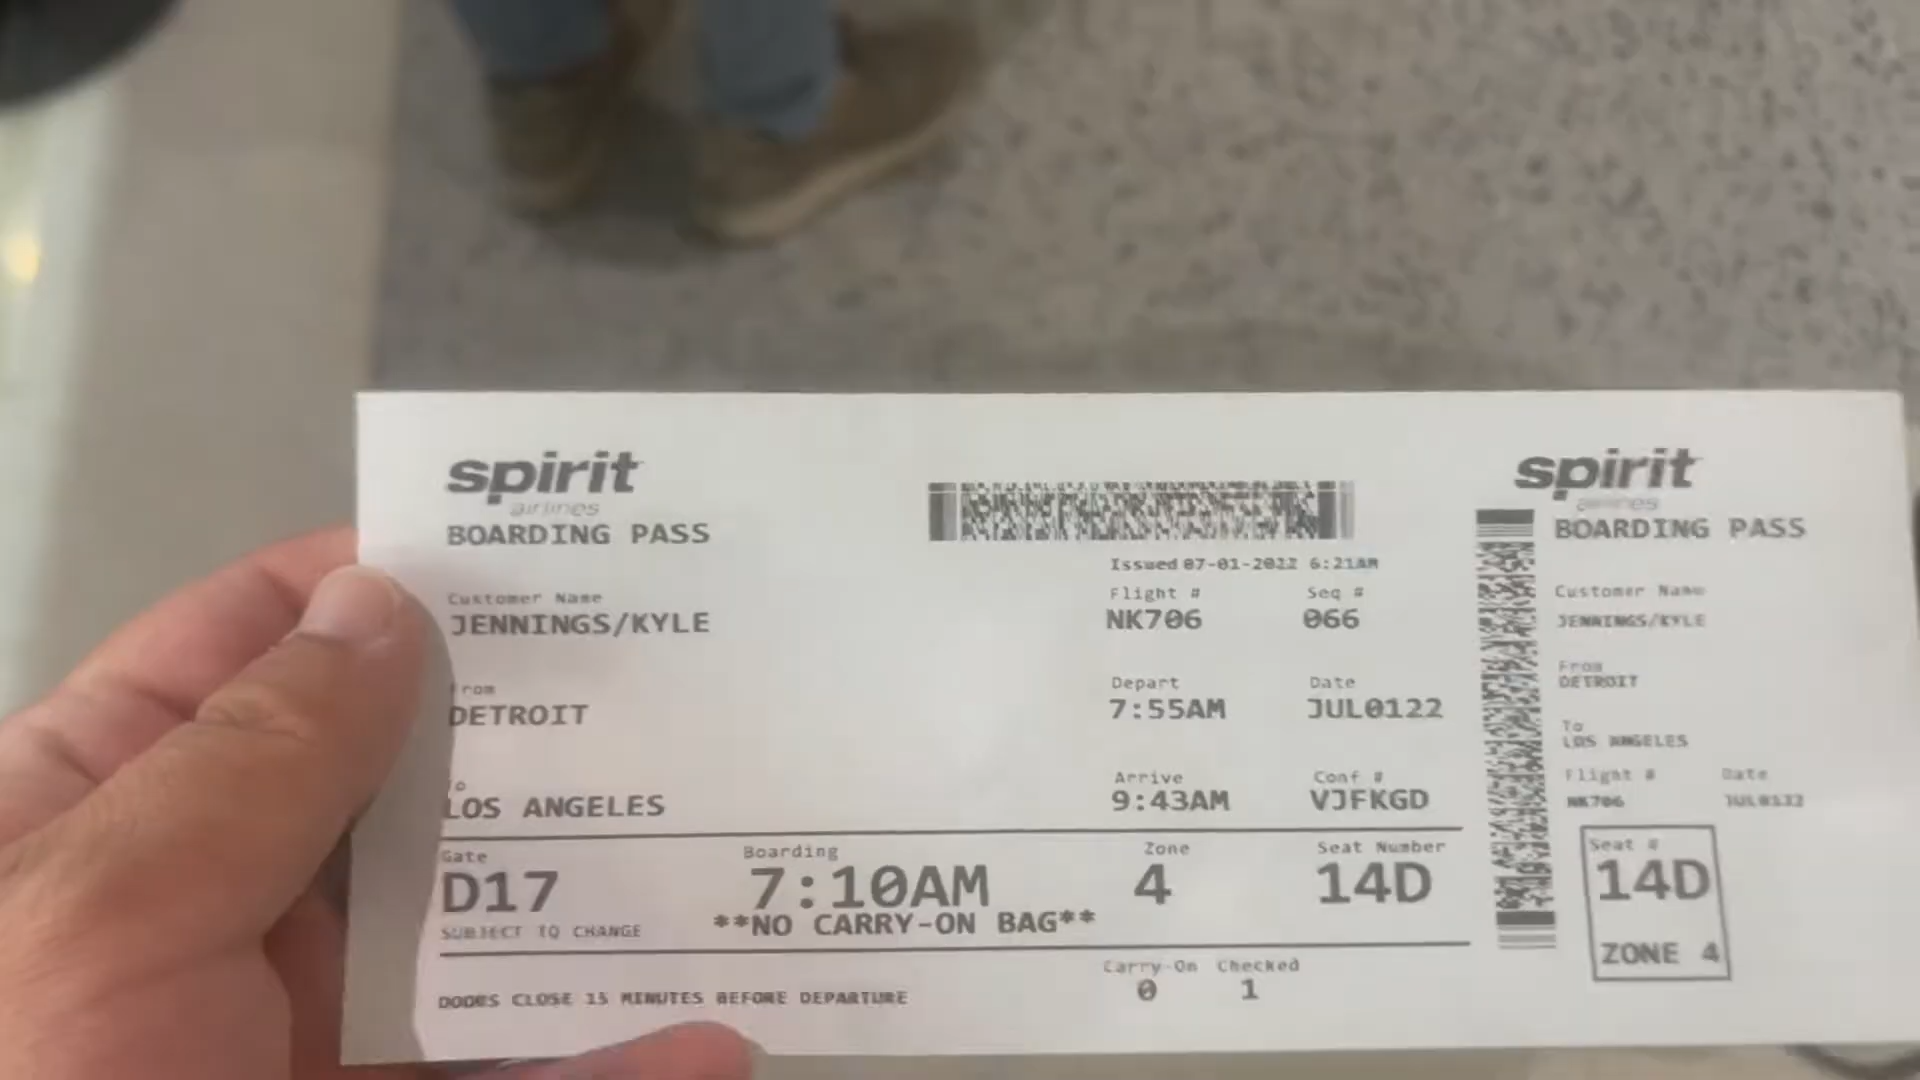 spirit
airlines
BOARDING PASS
Issued 07-01-2022 6:21AM
Customer Name
JENNINGS/KYLE
Flight # Seq #
NK706 066
From
DETROIT
Depart Date
7:55AM JUL0122
To
LOS ANGELES
Arrive Conf #
9:43AM VJFKGD
Gate Boarding Zone Seat Number
D17 7:10AM 4 14D
SUBJECT TO CHANGE **NO CARRY-ON BAG**
Carry-On Checked
0 1
DOORS CLOSE 15 MINUTES BEFORE DEPARTURE
spirit
airlines
BOARDING PASS
Customer Name
JENNINGS/KYLE
From
DETROIT
To
LOS ANGELES
Flight # Date
NK706 JUL0122
Seat #
14D
ZONE 4